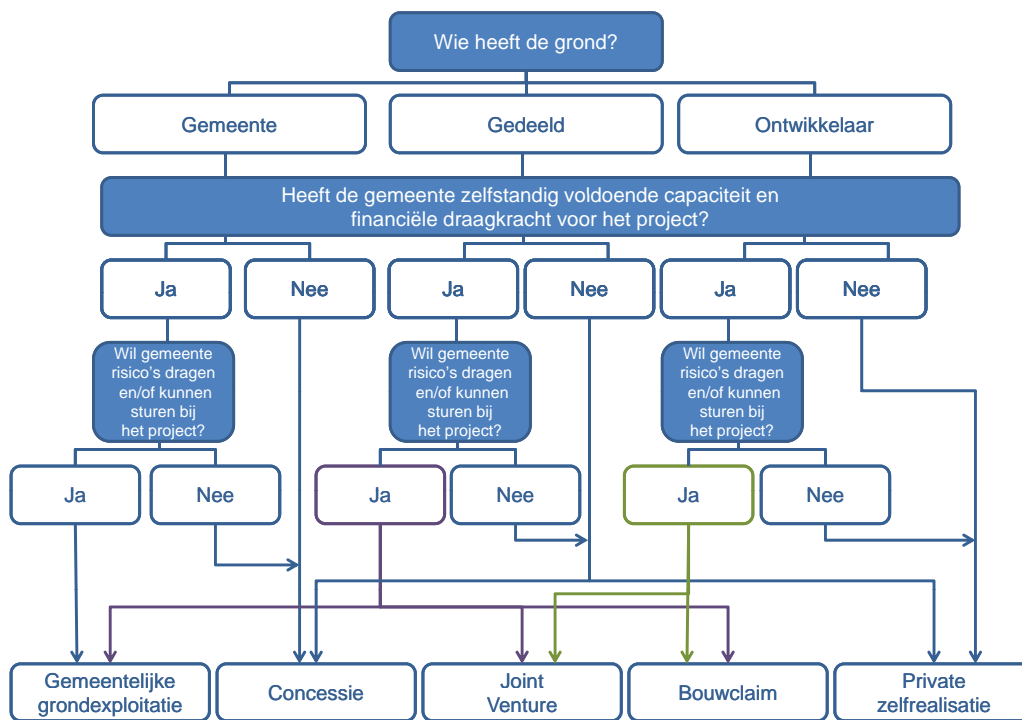 Wie heeft de grond?
Gemeente
Gedeeld
Ontwikkelaar
Heeft de gemeente zelfstandig voldoende capaciteit en
financiële draagkracht voor het project?
Ja
Nee
Ja
Nee
Ja
Nee
Wil gemeente
risico's dragen
en/of kunnen
sturen bij
het project?
Wil gemeente
risico's dragen
en/of kunnen
sturen bij
het project?
Wil gemeente
risico's dragen
en/of kunnen
sturen bij
het project?
Ja
Nee
Ja
Nee
Ja
Nee
Gemeentelijke
grondexploitatie
Concessie
Joint
Venture
Bouwclaim
Private
zelfrealisatie